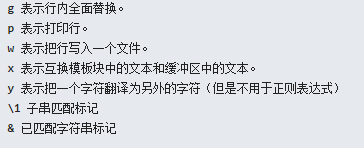 g 表示行内全面替换。
p 表示打印行。
w 表示把行写入一个文件。
x 表示互换模板块中的文本和缓冲区中的文本。
y 表示把一个字符翻译为另外的字符（但是不用于正则表达式）
\1 子串匹配标记
& 已匹配字符串标记